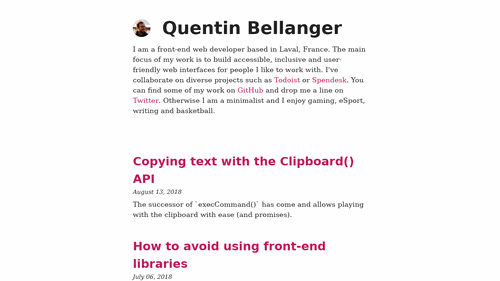 Quentin Bellanger
I am a front-end web developer based in Laval, France. The main
focus of my work is to build accessible, inclusive and user-
friendly web interfaces for people I like to work with. I've
collaborate on diverse projects such as Todoist or Spendesk. You
can find some of my work on GitHub and drop me a line on
Twitter. Otherwise I am a minimalist and I enjoy gaming, eSport,
writing and basketball.
Copying text with the Clipboard()
API
August 13, 2018
The successor of `execCommand()` has come and allows playing
with the clipboard with ease (and promises).
How to avoid using front-end
libraries
July 06, 2018